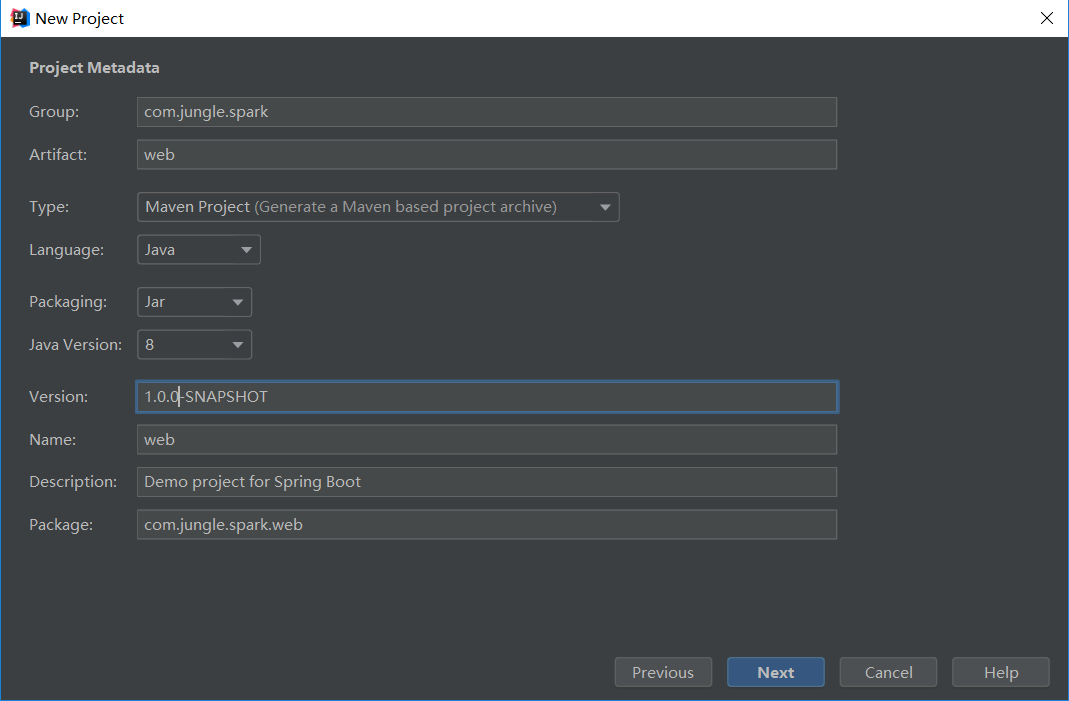 New Project
Project Metadata
Group: com.jungle.spark
Artifact: web
Type: Maven Project (Generate a Maven based project archive)
Language: Java
Packaging: Jar
Java Version: 8
Version: 1.0.0-SNAPSHOT
Name: web
Description: Demo project for Spring Boot
Package: com.jungle.spark.web
Previous Next Cancel Help